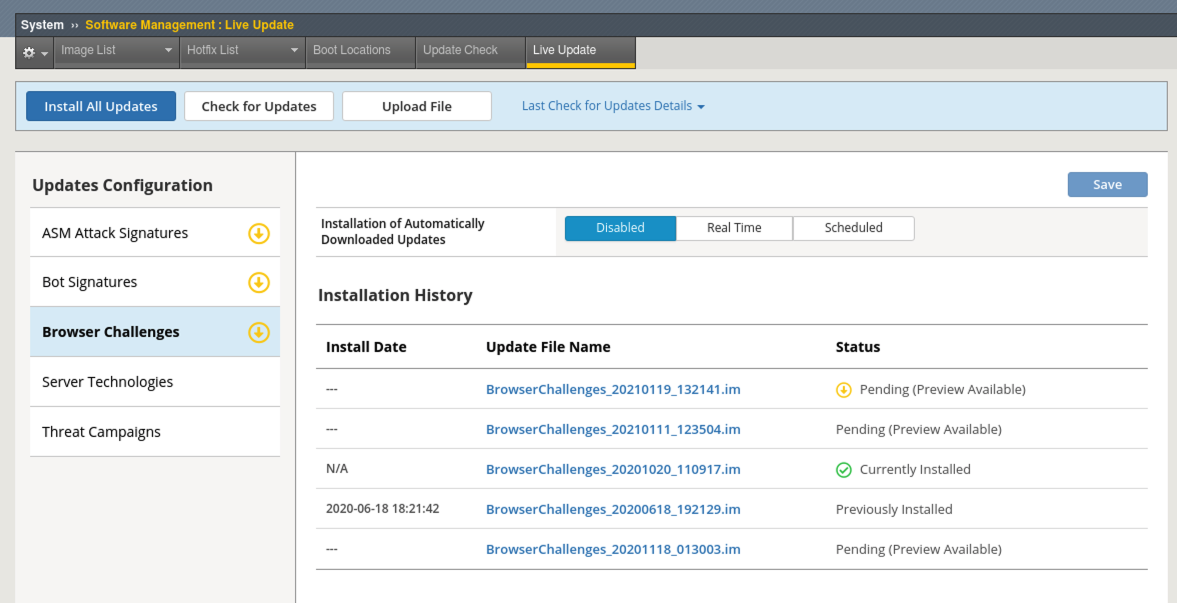 System ›› Software Management : Live Update
Image List Hotfix List Boot Locations Update Check Live Update
Install All Updates Check for Updates Upload File Last Check for Updates Details
Updates Configuration
ASM Attack Signatures
Bot Signatures
Browser Challenges
Server Technologies
Threat Campaigns
Save
Installation of Automatically
Downloaded Updates
Disabled Real Time Scheduled
Installation History
Install Date Update File Name Status
--- BrowserChallenges_20210119_132141.im Pending (Preview Available)
--- BrowserChallenges_20210111_123504.im Pending (Preview Available)
N/A BrowserChallenges_20201020_110917.im Currently Installed
2020-06-18 18:21:42 BrowserChallenges_20200618_192129.im Previously Installed
--- BrowserChallenges_20201118_013003.im Pending (Preview Available)